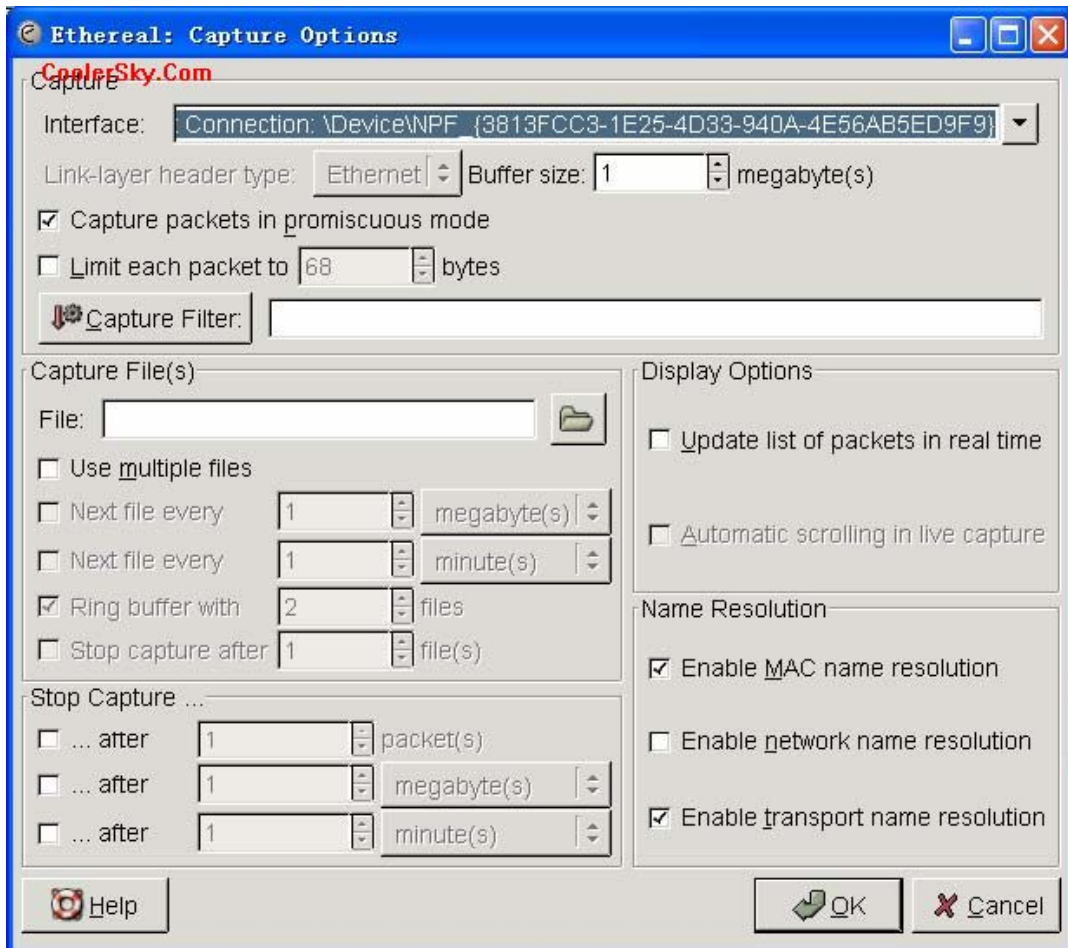 Ethereal: Capture Options
CoolerSky.Com
Capture
Interface: Connection: \Device\NPF_{3813FCC3-1E25-4D33-940A-4E56AB5ED9F9}
Link-layer header type: Ethernet Buffer size: 1 megabyte(s)
Capture packets in promiscuous mode
Limit each packet to 68 bytes
Capture Filter:
Capture File(s)
File:
Use multiple files
Next file every 1 megabyte(s)
Next file every 1 minute(s)
Ring buffer with 2 files
Stop capture after 1 file(s)
Stop Capture ...
... after 1 packet(s)
... after 1 megabyte(s)
... after 1 minute(s)
Display Options
Update list of packets in real time
Automatic scrolling in live capture
Name Resolution
Enable MAC name resolution
Enable network name resolution
Enable transport name resolution
Help
OK
Cancel